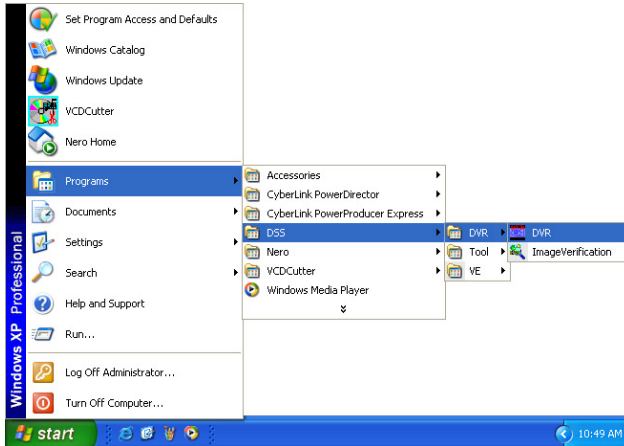 Set Program Access and Defaults
Windows Catalog
Windows Update
VCDCutter
Nero Home
Programs
Documents
Settings
Search
Help and Support
Run...
Log Off Administrator...
Turn Off Computer...
Windows XP Professional
Accessories
CyberLink PowerDirector
CyberLink PowerProducer Express
DSS
Nero
VCDCutter
Windows Media Player
DVR
Tool
VE
DVR
ImageVerification
start
10:49 AM